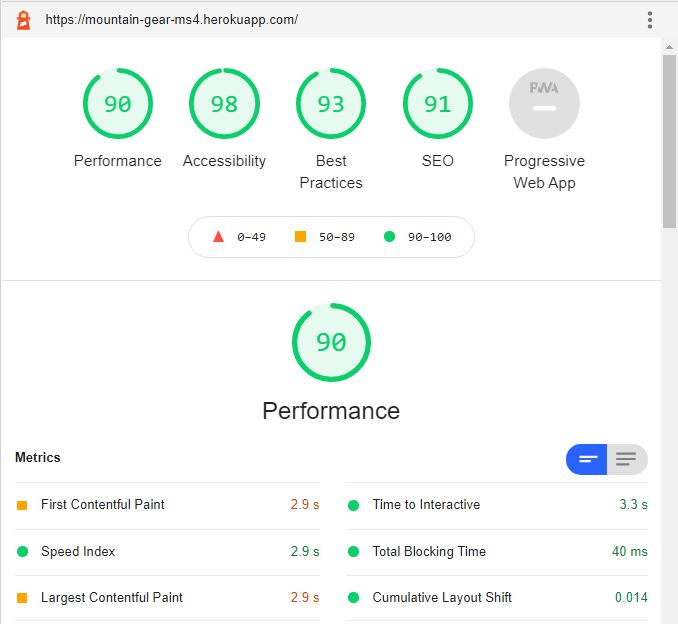 https://mountain-gear-ms4.herokuapp.com/
90 98 93 91 PWA
Performance Accessibility Best Practices SEO Progressive Web App
0–49 50–89 90–100
90
Performance
Metrics
First Contentful Paint 2.9 s
Time to Interactive 3.3 s
Speed Index 2.9 s
Total Blocking Time 40 ms
Largest Contentful Paint 2.9 s
Cumulative Layout Shift 0.014